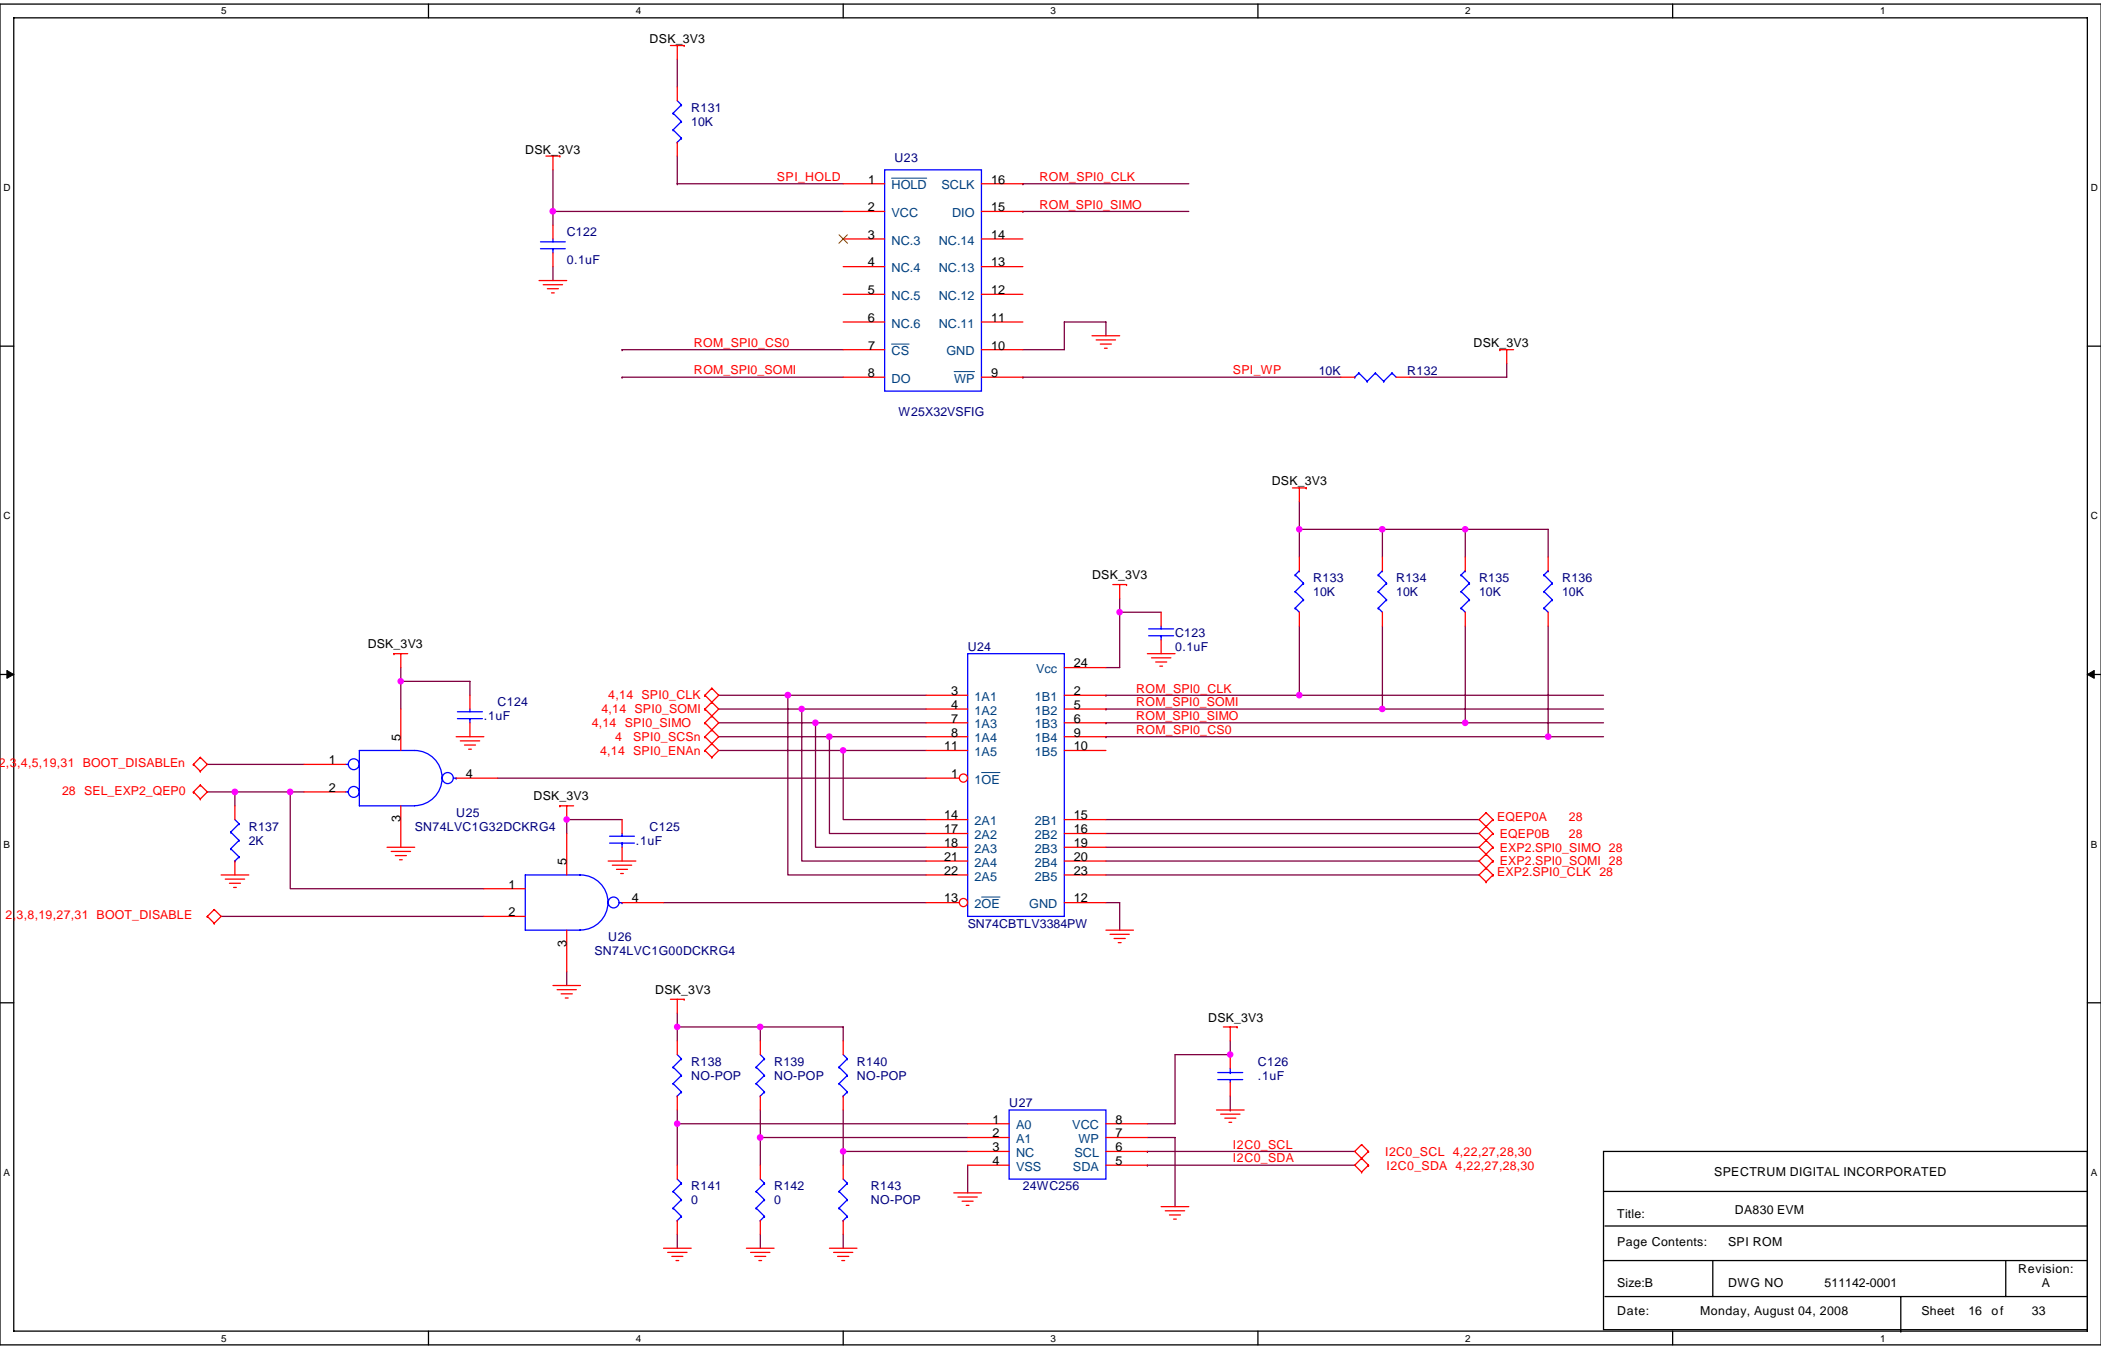 5 4 3 2 1
D
C
B
A
DSK_3V3
R131
10K
DSK_3V3
C122
0.1uF
U23
SPI_HOLD 1 HOLD SCLK 16 ROM_SPI0_CLK
2 VCC DIO 15 ROM_SPI0_SIMO
3 NC.3 NC.14 14
4 NC.4 NC.13 13
5 NC.5 NC.12 12
6 NC.6 NC.11 11
ROM_SPI0_CS0 7 CS GND 10
ROM_SPI0_SOMI 8 DO WP 9 SPI_WP 10K R132
DSK_3V3
W25X32VSFIG
DSK_3V3
R133
10K
R134
10K
R135
10K
R136
10K
DSK_3V3
C123
0.1uF
U24
Vcc 24
4,14 SPI0_CLK 3 1A1 1B1 2 ROM_SPI0_CLK
4,14 SPI0_SOMI 4 1A2 1B2 5 ROM_SPI0_SOMI
4,14 SPI0_SIMO 7 1A3 1B3 6 ROM_SPI0_SIMO
4 SPI0_SCSn 8 1A4 1B4 9 ROM_SPI0_CS0
4,14 SPI0_ENAn 11 1A5 1B5 10
1 1OE
14 2A1 2B1 15 EQEP0A 28
17 2A2 2B2 16 EQEP0B 28
18 2A3 2B3 19 EXP2.SPI0_SIMO 28
21 2A4 2B4 20 EXP2.SPI0_SOMI 28
22 2A5 2B5 23 EXP2.SPI0_CLK 28
13 2OE GND 12
SN74CBTLV3384PW
DSK_3V3
C124
.1uF
5
2,3,4,5,19,31 BOOT_DISABLEn 1
4
28 SEL_EXP2_QEP0 2
3
U25
SN74LVC1G32DCKRG4
R137
2K
DSK_3V3
C125
.1uF
5
1
4
2,3,8,19,27,31 BOOT_DISABLE 2
3
U26
SN74LVC1G00DCKRG4
DSK_3V3
R138
NO-POP
R139
NO-POP
R140
NO-POP
R141
0
R142
0
R143
NO-POP
DSK_3V3
C126
.1uF
U27
1 A0 VCC 8
2 A1 WP 7
3 NC SCL 6 I2C0_SCL I2C0_SCL 4,22,27,28,30
4 VSS SDA 5 I2C0_SDA I2C0_SDA 4,22,27,28,30
24WC256
SPECTRUM DIGITAL INCORPORATED
Title: DA830 EVM
Page Contents: SPI ROM
Size:B DWG NO 511142-0001 Revision: A
Date: Monday, August 04, 2008 Sheet 16 of 33
D
C
B
A
5 4 3 2 1